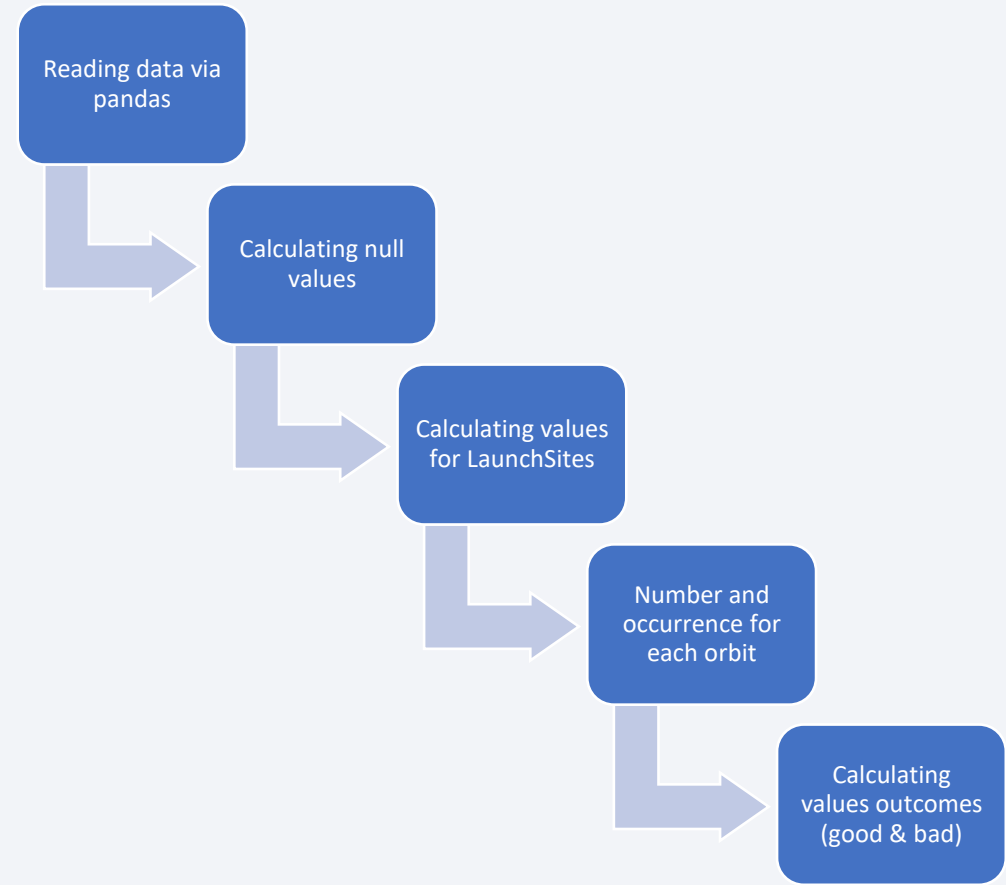 Reading data via
pandas
Calculating null
values
Calculating values
for LaunchSites
Number and
occurrence for
each orbit
Calculating
values outcomes
(good & bad)